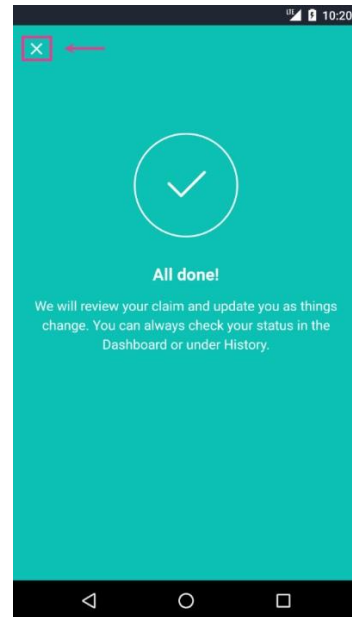 LTE 10:20
All done!
We will review your claim and update you as things
change. You can always check your status in the
Dashboard or under History.